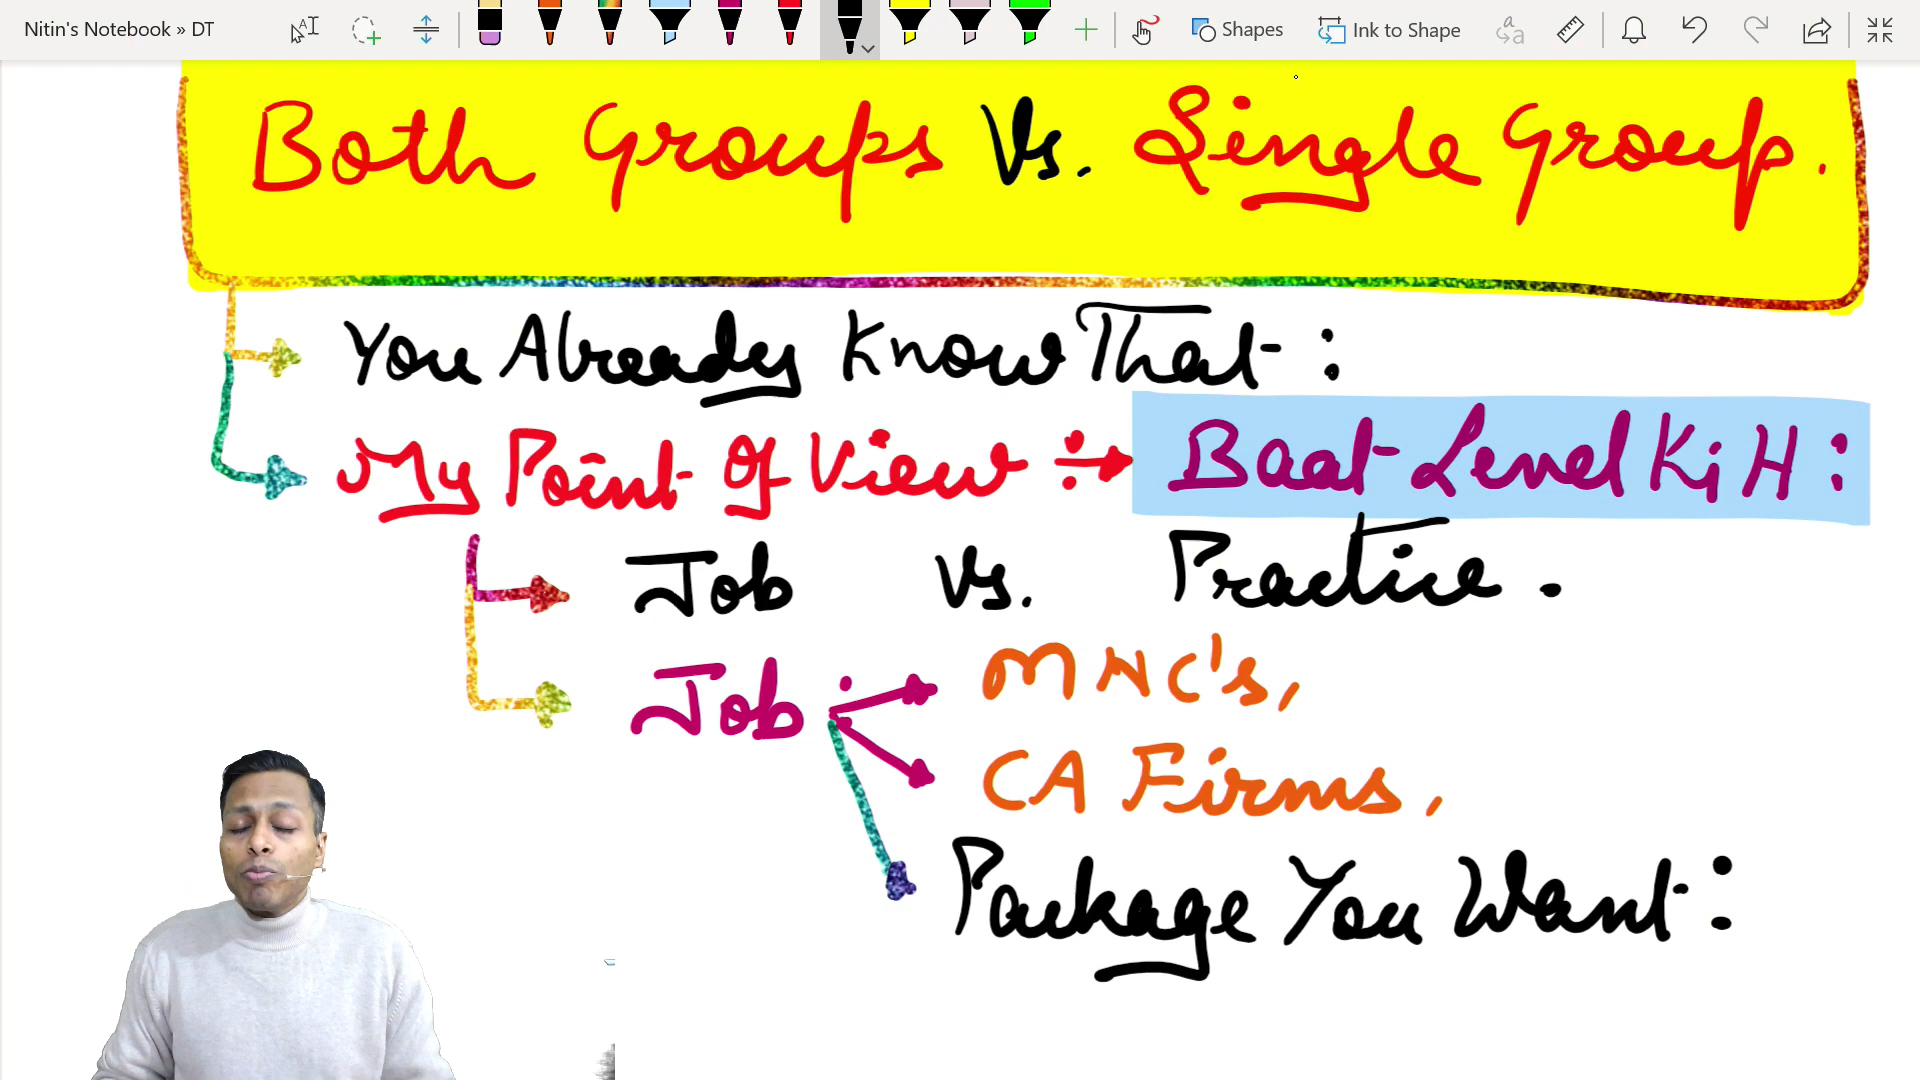 Nitin's Notebook » DT
Shapes
Ink to Shape
Both Groups Vs. Single Group.
You Already Know That:
My Point Of View ÷→ Baat Level Ki H:
Job Vs. Practice.
Job: MNC's,
CA Firms,
Package You Want: